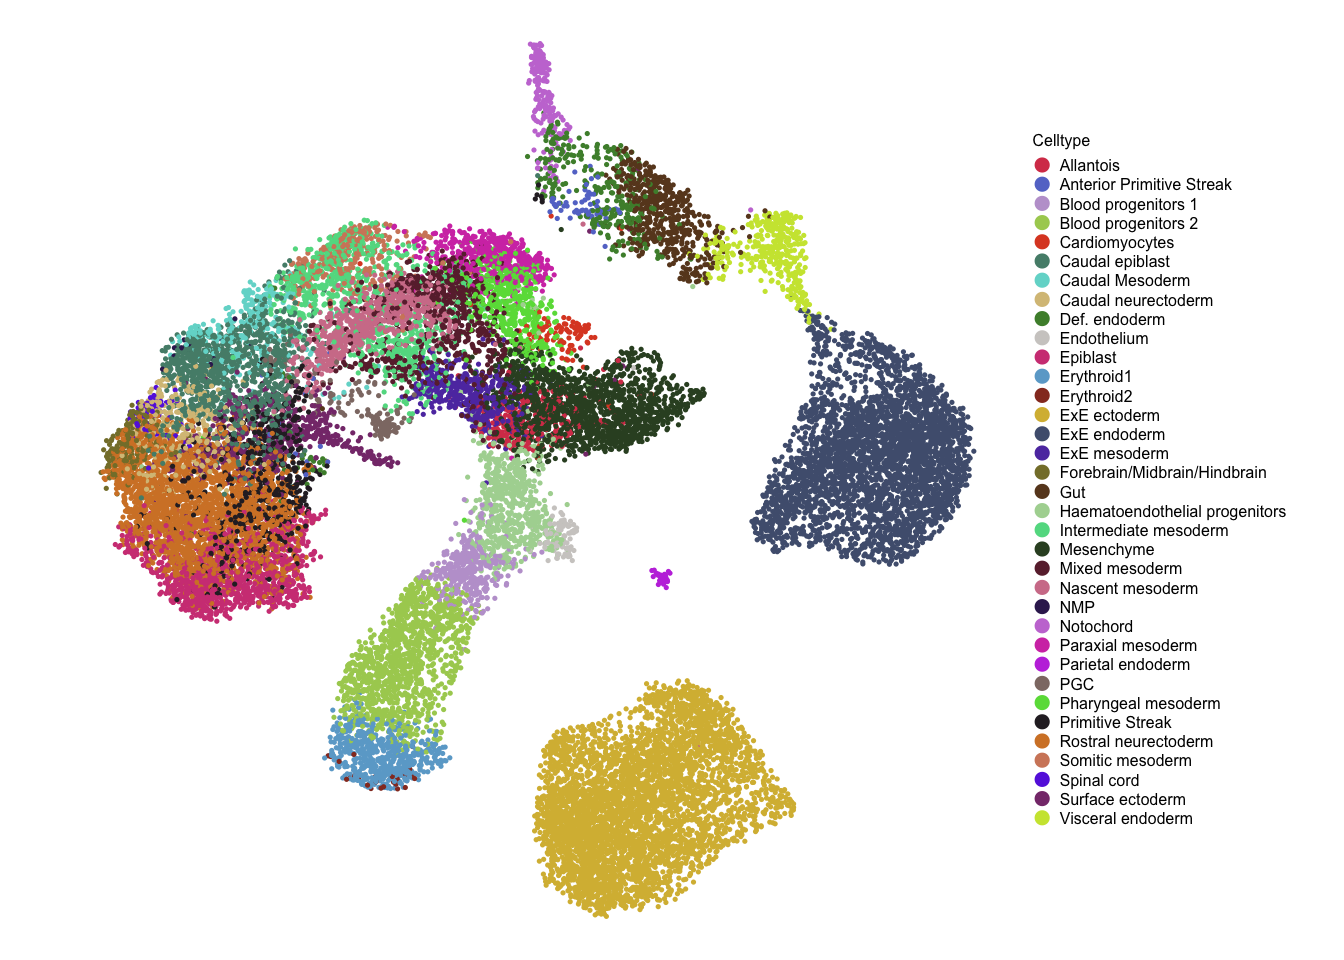 Celltype
Allantois
Anterior Primitive Streak
Blood progenitors 1
Blood progenitors 2
Cardiomyocytes
Caudal epiblast
Caudal Mesoderm
Caudal neurectoderm
Def. endoderm
Endothelium
Epiblast
Erythroid1
Erythroid2
ExE ectoderm
ExE endoderm
ExE mesoderm
Forebrain/Midbrain/Hindbrain
Gut
Haematoendothelial progenitors
Intermediate mesoderm
Mesenchyme
Mixed mesoderm
Nascent mesoderm
NMP
Notochord
Paraxial mesoderm
Parietal endoderm
PGC
Pharyngeal mesoderm
Primitive Streak
Rostral neurectoderm
Somitic mesoderm
Spinal cord
Surface ectoderm
Visceral endoderm